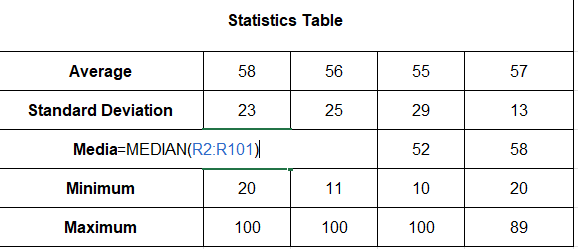 Statistics Table
Average 58 56 55 57
Standard Deviation 23 25 29 13
Media=MEDIAN(R2:R101) 52 58
Minimum 20 11 10 20
Maximum 100 100 100 89